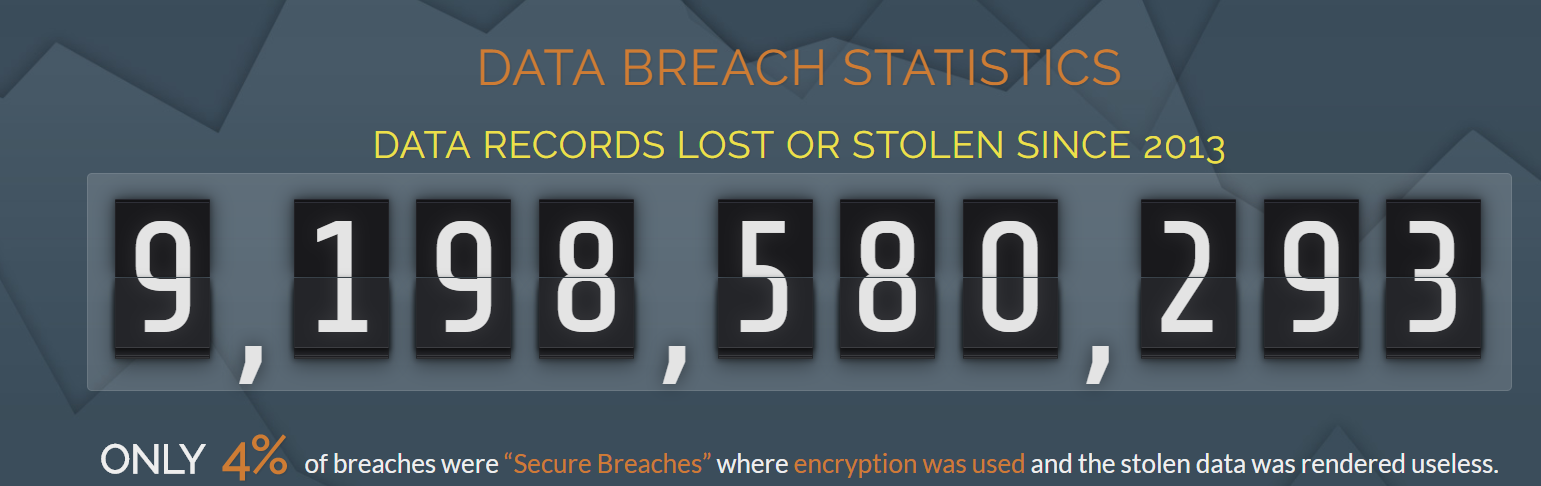 DATA BREACH STATISTICS
DATA RECORDS LOST OR STOLEN SINCE 2013
9,198,580,293
ONLY 4% of breaches were “Secure Breaches” where encryption was used and the stolen data was rendered useless.